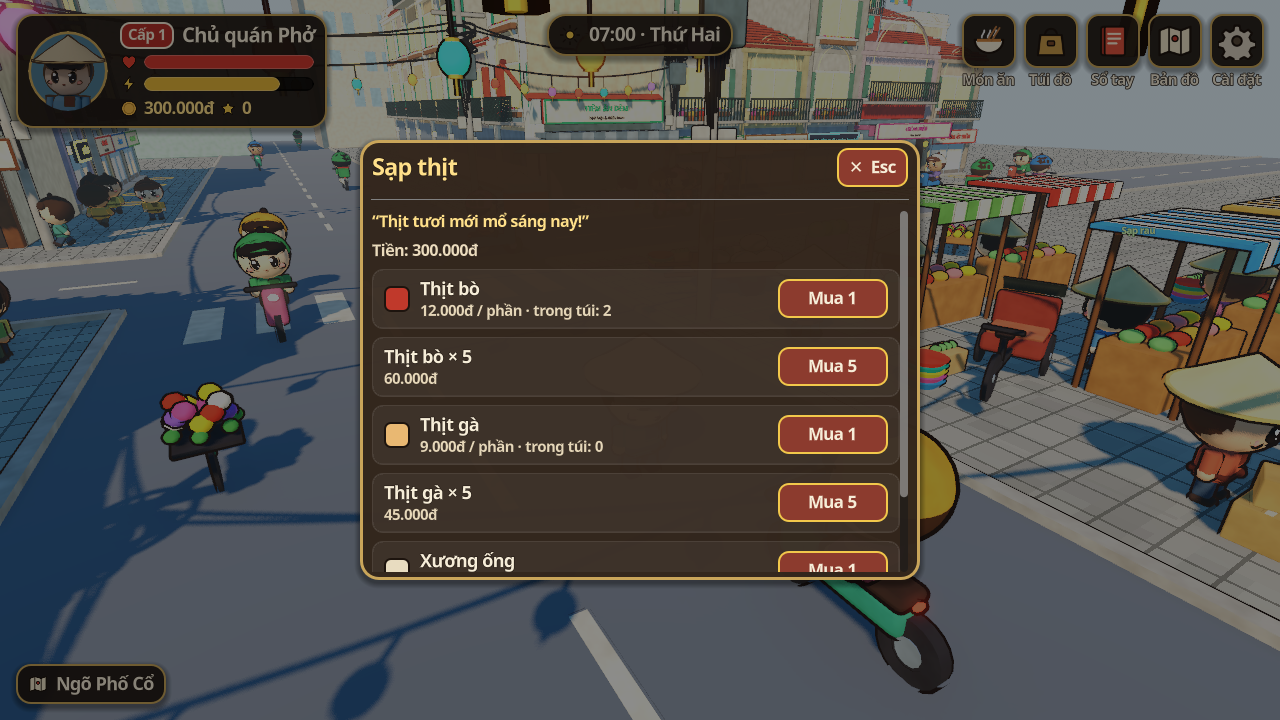 Cấp 1 Chủ quán Phở
300.000đ 0
07:00 · Thứ Hai
Món ăn Túi đồ Sổ tay Bản đồ Cài đặt
Sạp thịt
× Esc
“Thịt tươi mới mổ sáng nay!”
Tiền: 300.000đ
Thịt bò
12.000đ / phần · trong túi: 2
Mua 1
Thịt bò × 5
60.000đ
Mua 5
Thịt gà
9.000đ / phần · trong túi: 0
Mua 1
Thịt gà × 5
45.000đ
Mua 5
Xương ống
Mua 1
Sạp rau
Ngõ Phố Cổ